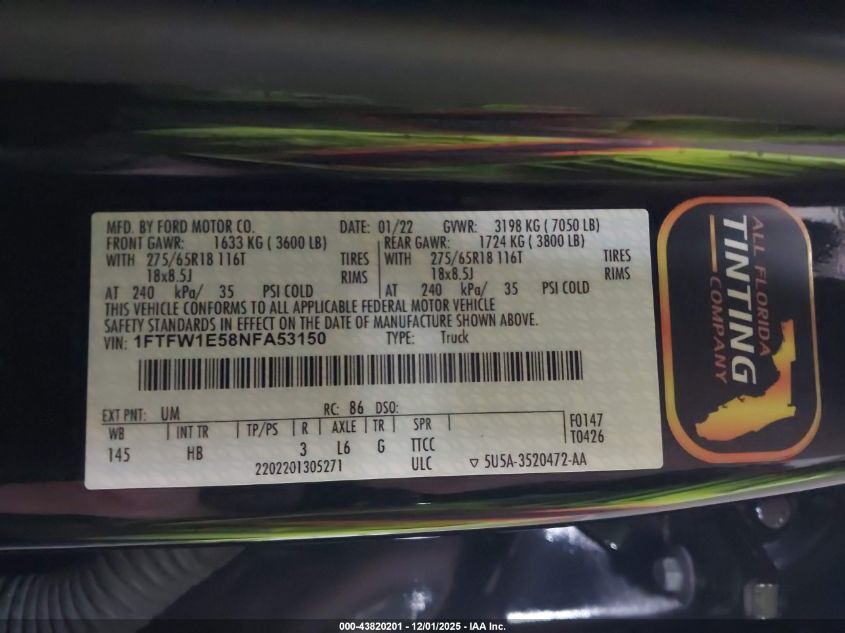 MFD. BY FORD MOTOR CO. DATE: 01/22 GVWR: 3198 KG ( 7050 LB)
FRONT GAWR: 1633 KG ( 3600 LB) REAR GAWR: 1724 KG ( 3800 LB)
WITH 275/65R18 116T TIRES WITH 275/65R18 116T TIRES
18x8.5J RIMS 18x8.5J RIMS
AT 240 kPa/ 35 PSI COLD AT 240 kPa/ 35 PSI COLD
THIS VEHICLE CONFORMS TO ALL APPLICABLE FEDERAL MOTOR VEHICLE
SAFETY STANDARDS IN EFFECT ON THE DATE OF MANUFACTURE SHOWN ABOVE.
VIN: 1FTFW1E58NFA53150 TYPE: Truck
EXT PNT: UM RC: 86 DSO:
WB INT TR TP/PS R AXLE TR SPR F0147
145 HB 3 L6 G TTCC T0426
2202201305271 ULC ▽ 5U5A-3520472-AA
ALL FLORIDA
TINTING
COMPANY
000-43820201 - 12/01/2025 - IAA Inc.